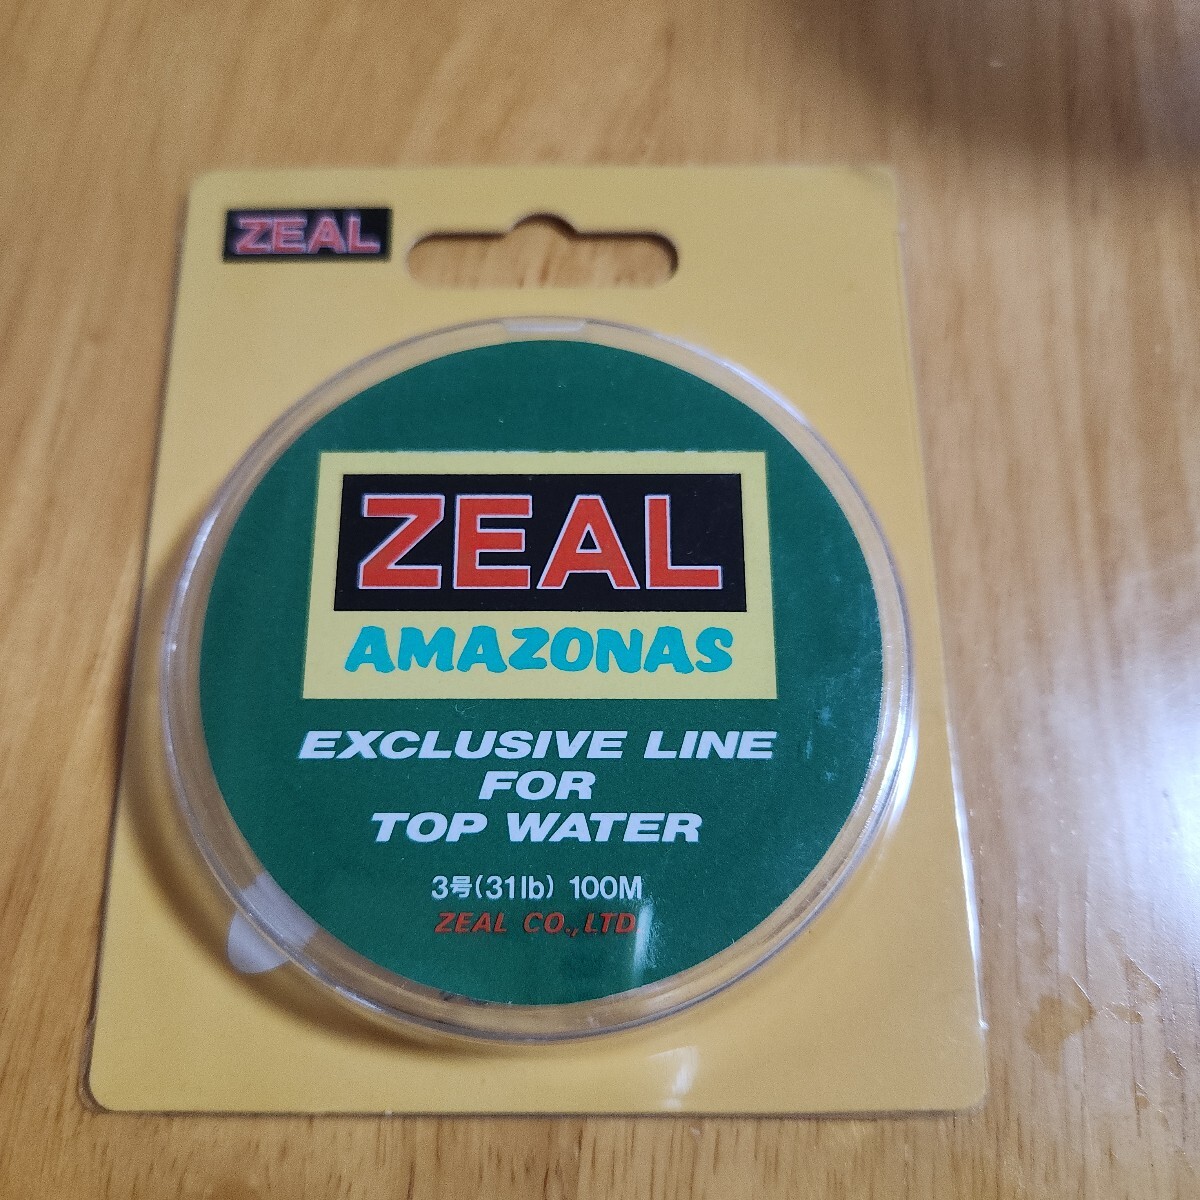 ZEAL
ZEAL
AMAZONAS
EXCLUSIVE LINE
FOR
TOP WATER
3号(31lb) 100M
ZEAL CO.,LTD.